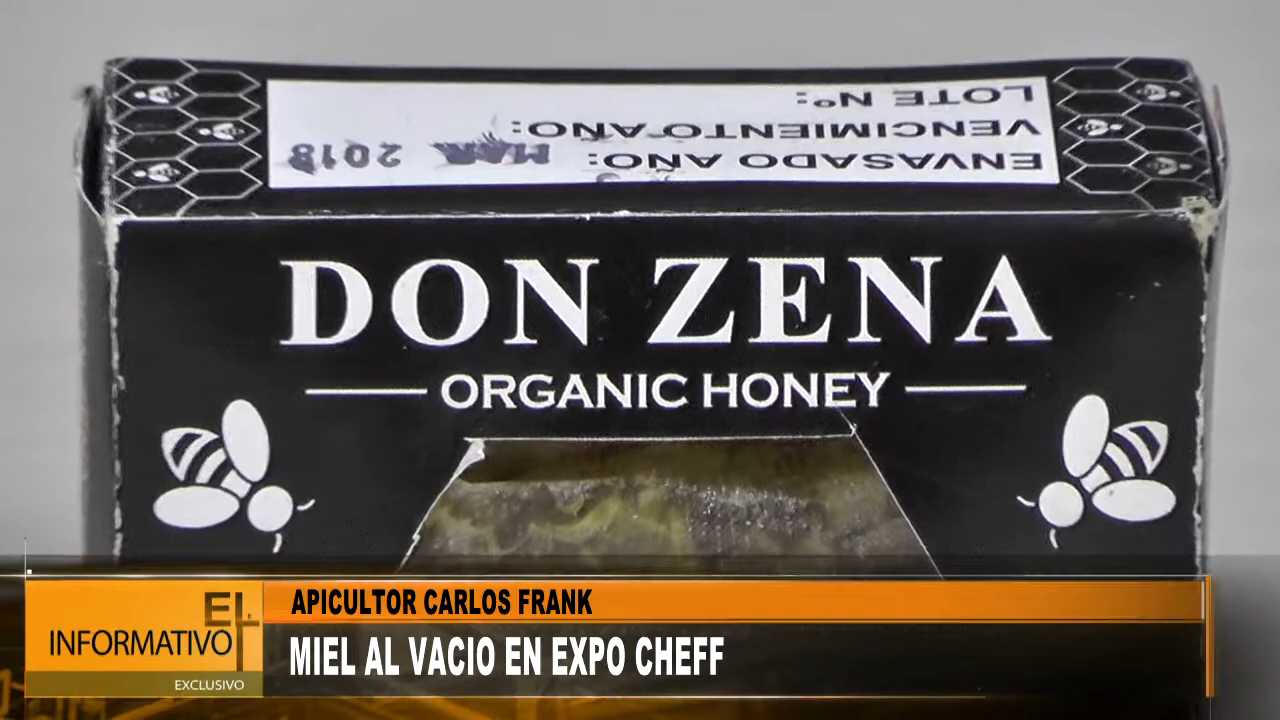 LOTE Nº:
VENCIMIENTO AÑO:
ENVASADO AÑO: MAR 2018
DON ZENA
ORGANIC HONEY
EL
INFORMATIVO
EXCLUSIVO
APICULTOR CARLOS FRANK
MIEL AL VACIO EN EXPO CHEFF